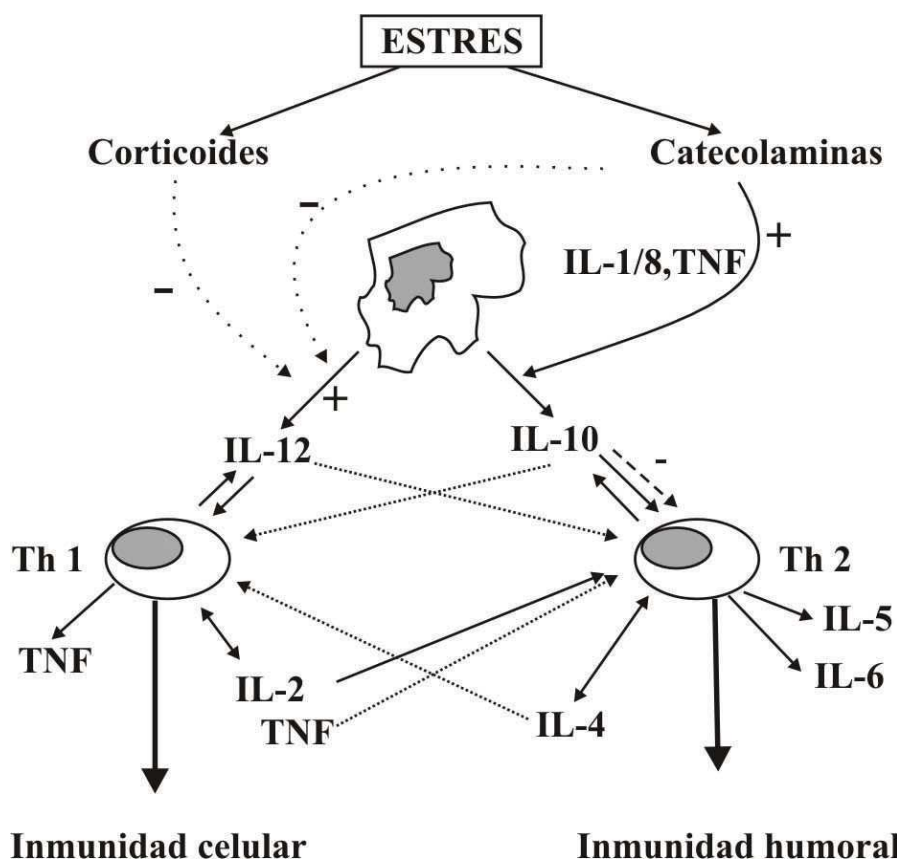 ESTRES
Corticoides
Catecolaminas
-
-
+
IL-1/8,TNF
+
IL-12
IL-10
-
Th 1
Th 2
TNF
IL-2
TNF
IL-4
IL-5
IL-6
Inmunidad celular
Inmunidad humoral